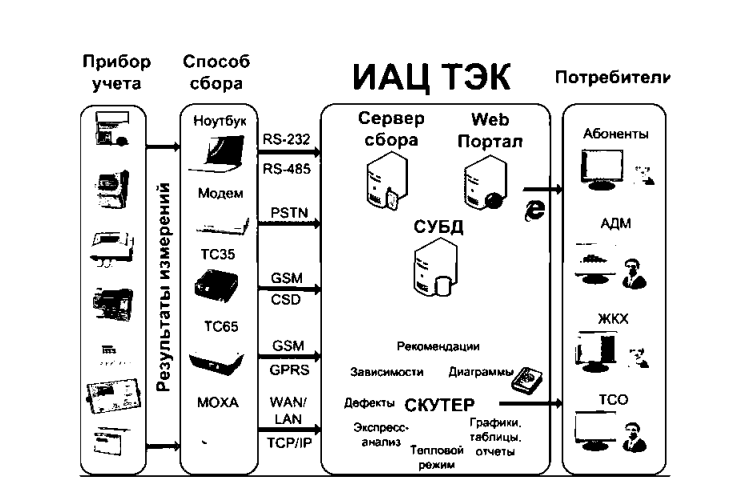 Прибор
учета
Способ
сбора
ИАЦ ТЭК
Потребители
Результаты измерений
Ноутбук
Модем
TC35
TC65
MOXA
RS-232
RS-485
PSTN
GSM
CSD
GSM
GPRS
WAN/
LAN
TCP/IP
Сервер
сбора
Web
Портал
СУБД
Рекомендации
Зависимости
Диаграммы
Дефекты
СКУТЕР
Экспресс-
анализ
Тепловой
режим
Графики,
таблицы,
отчеты
Абоненты
АДМ
ЖКХ
ТСО